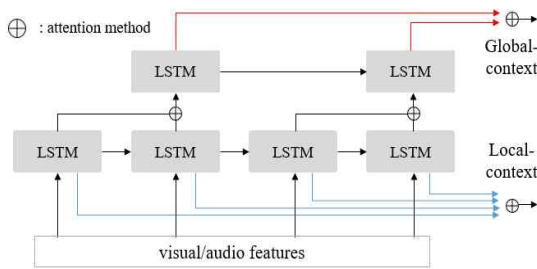 : attention method
Global-
context
LSTM
LSTM
LSTM
LSTM
LSTM
LSTM
Local-
context
visual/audio features